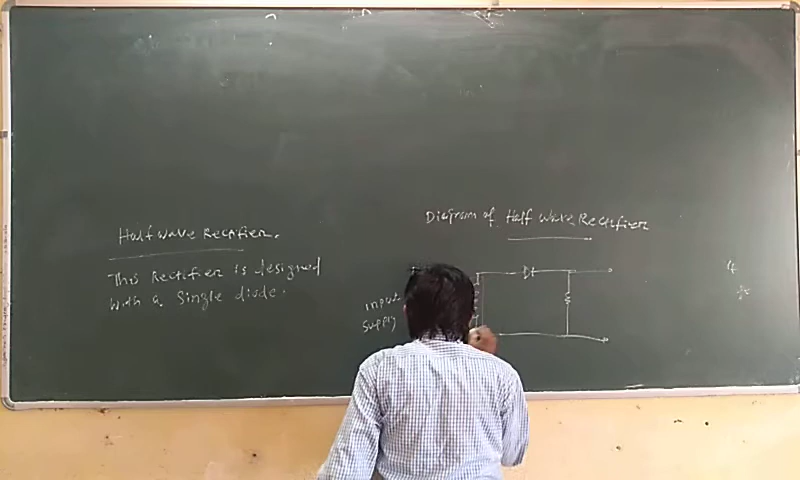 Half wave Rectifier.
This Rectifier is designed
with a single diode.
Diagram of Half wave Rectifier
input
supply